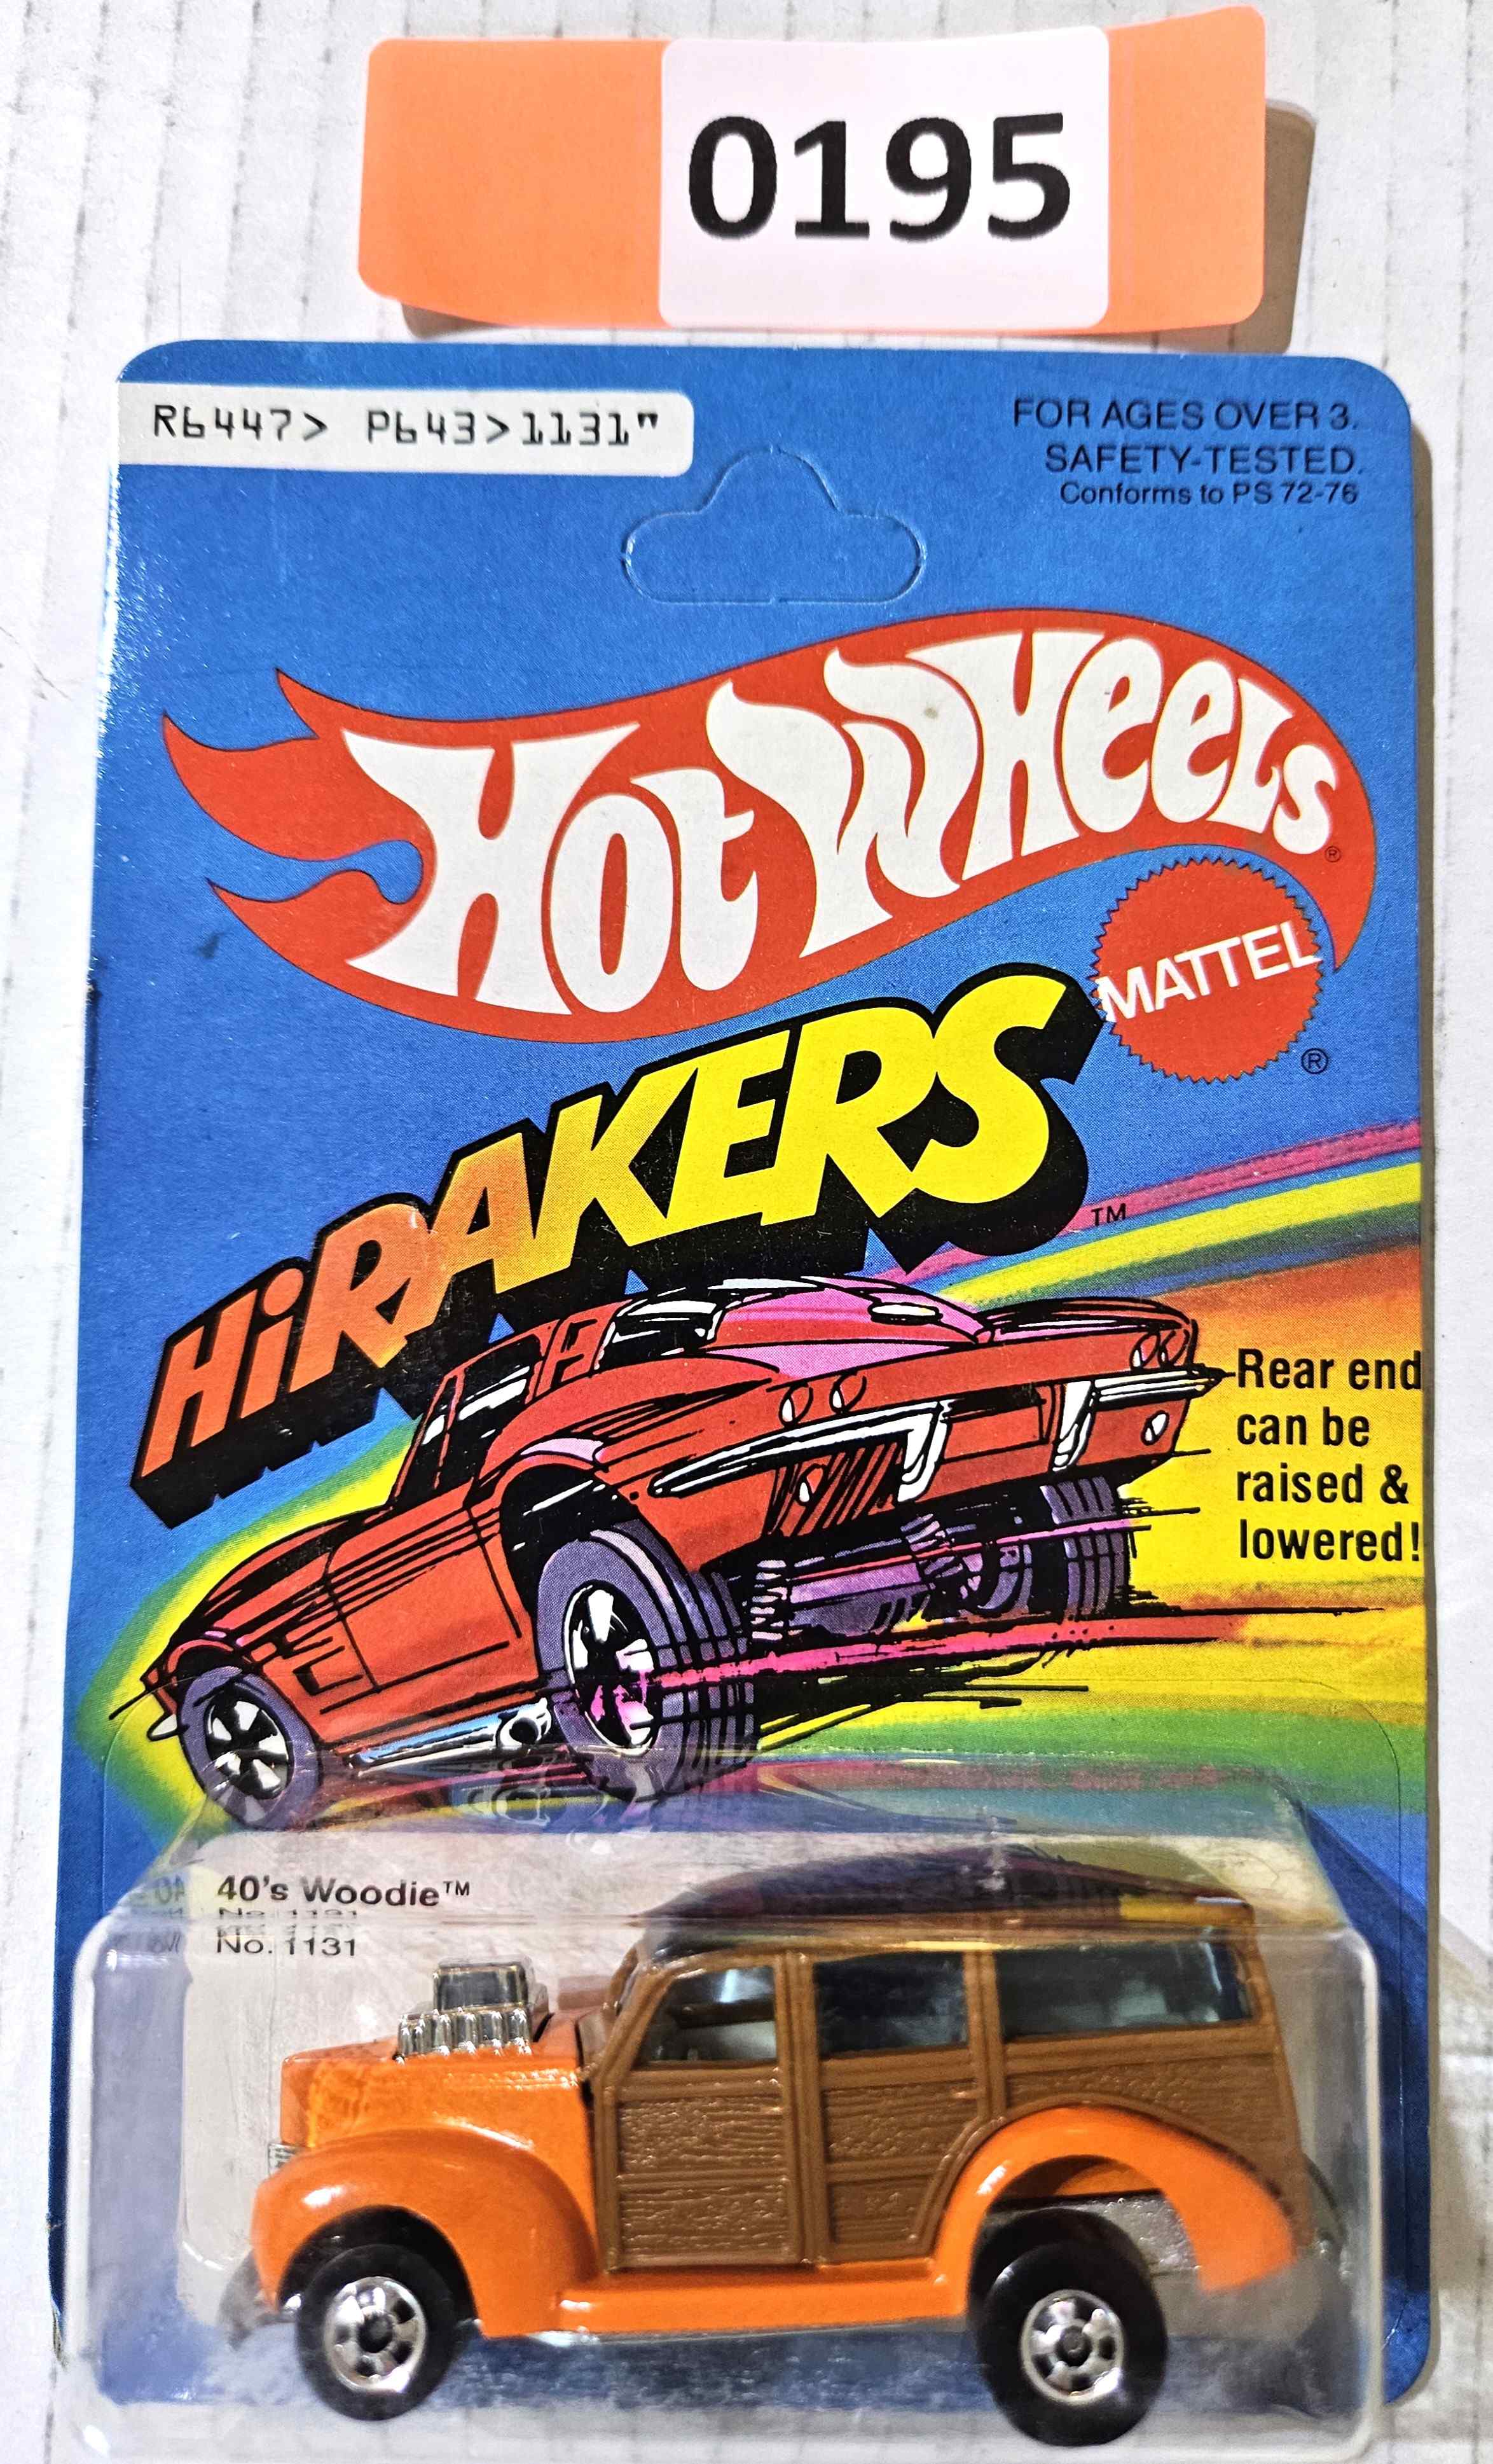 0195
R6447> P643>1131"
FOR AGES OVER 3.
SAFETY-TESTED.
Conforms to PS 72-76
HOT WHEELS®
MATTEL
®
HiRAKERS
TM
Rear end
can be
raised &
lowered!
40's Woodie™
No. 1131